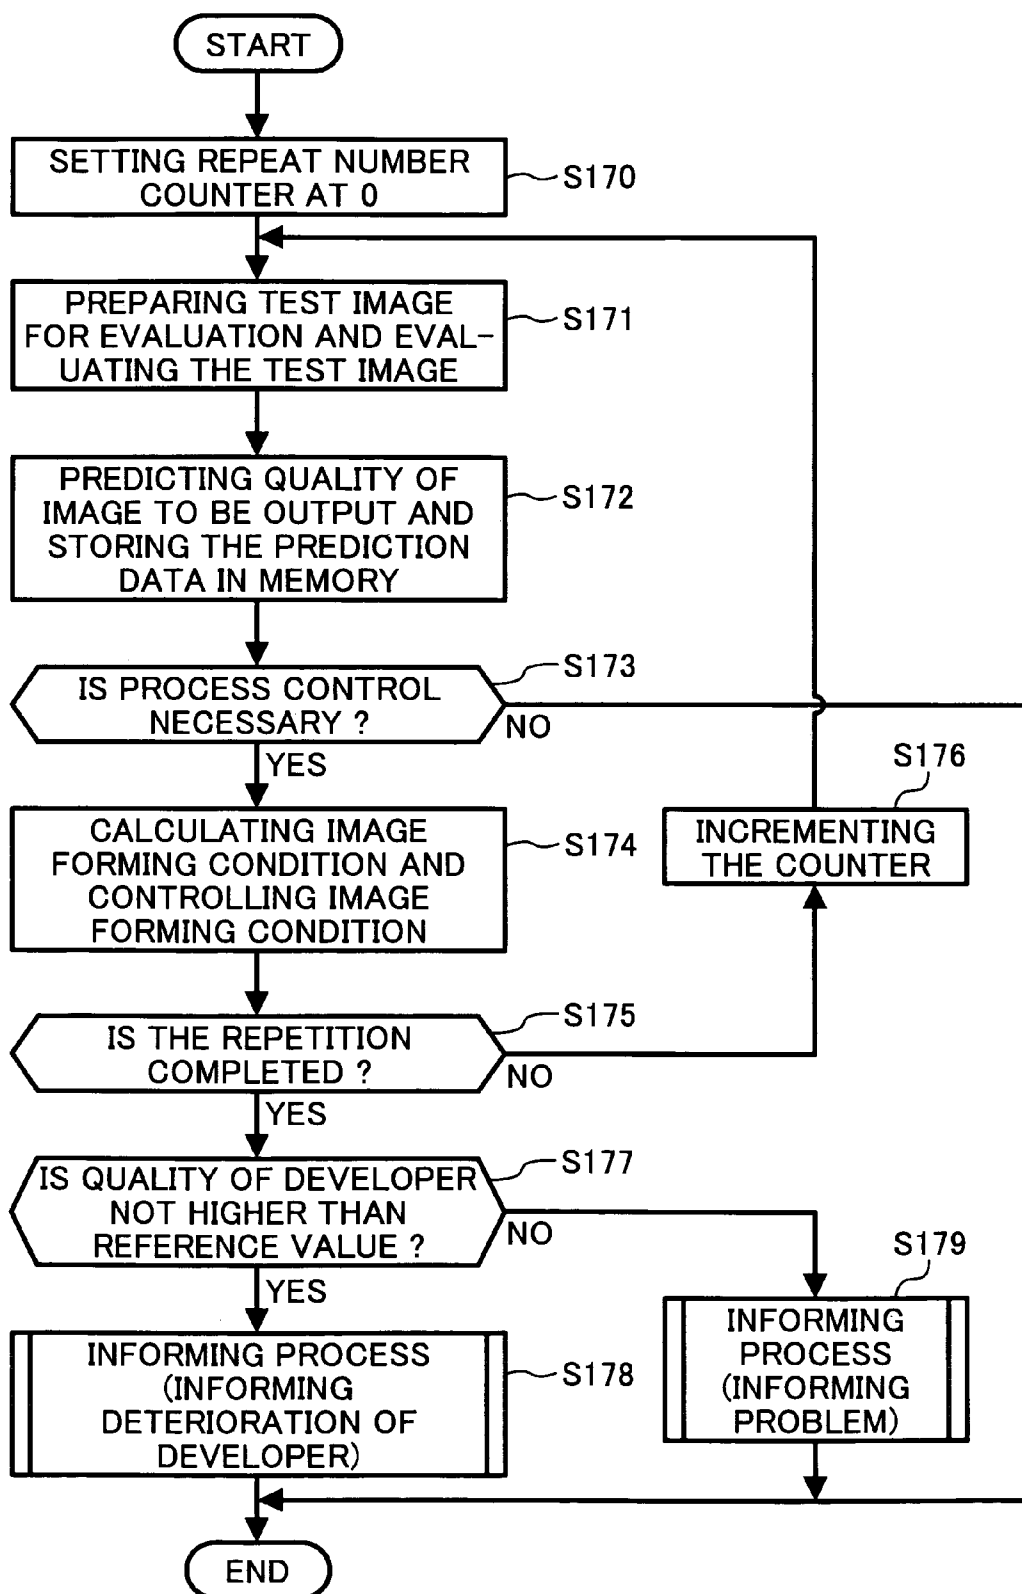 START
SETTING REPEAT NUMBER
COUNTER AT 0
S170
PREPARING TEST IMAGE
FOR EVALUATION AND EVAL-
UATING THE TEST IMAGE
S171
PREDICTING QUALITY OF
IMAGE TO BE OUTPUT AND
STORING THE PREDICTION
DATA IN MEMORY
S172
IS PROCESS CONTROL
NECESSARY ?
S173
NO
YES
CALCULATING IMAGE
FORMING CONDITION AND
CONTROLLING IMAGE
FORMING CONDITION
S174
S176
INCREMENTING
THE COUNTER
IS THE REPETITION
COMPLETED ?
S175
NO
YES
IS QUALITY OF DEVELOPER
NOT HIGHER THAN
REFERENCE VALUE ?
S177
NO
YES
S179
INFORMING
PROCESS
(INFORMING
PROBLEM)
INFORMING PROCESS
(INFORMING
DETERIORATION OF
DEVELOPER)
S178
END